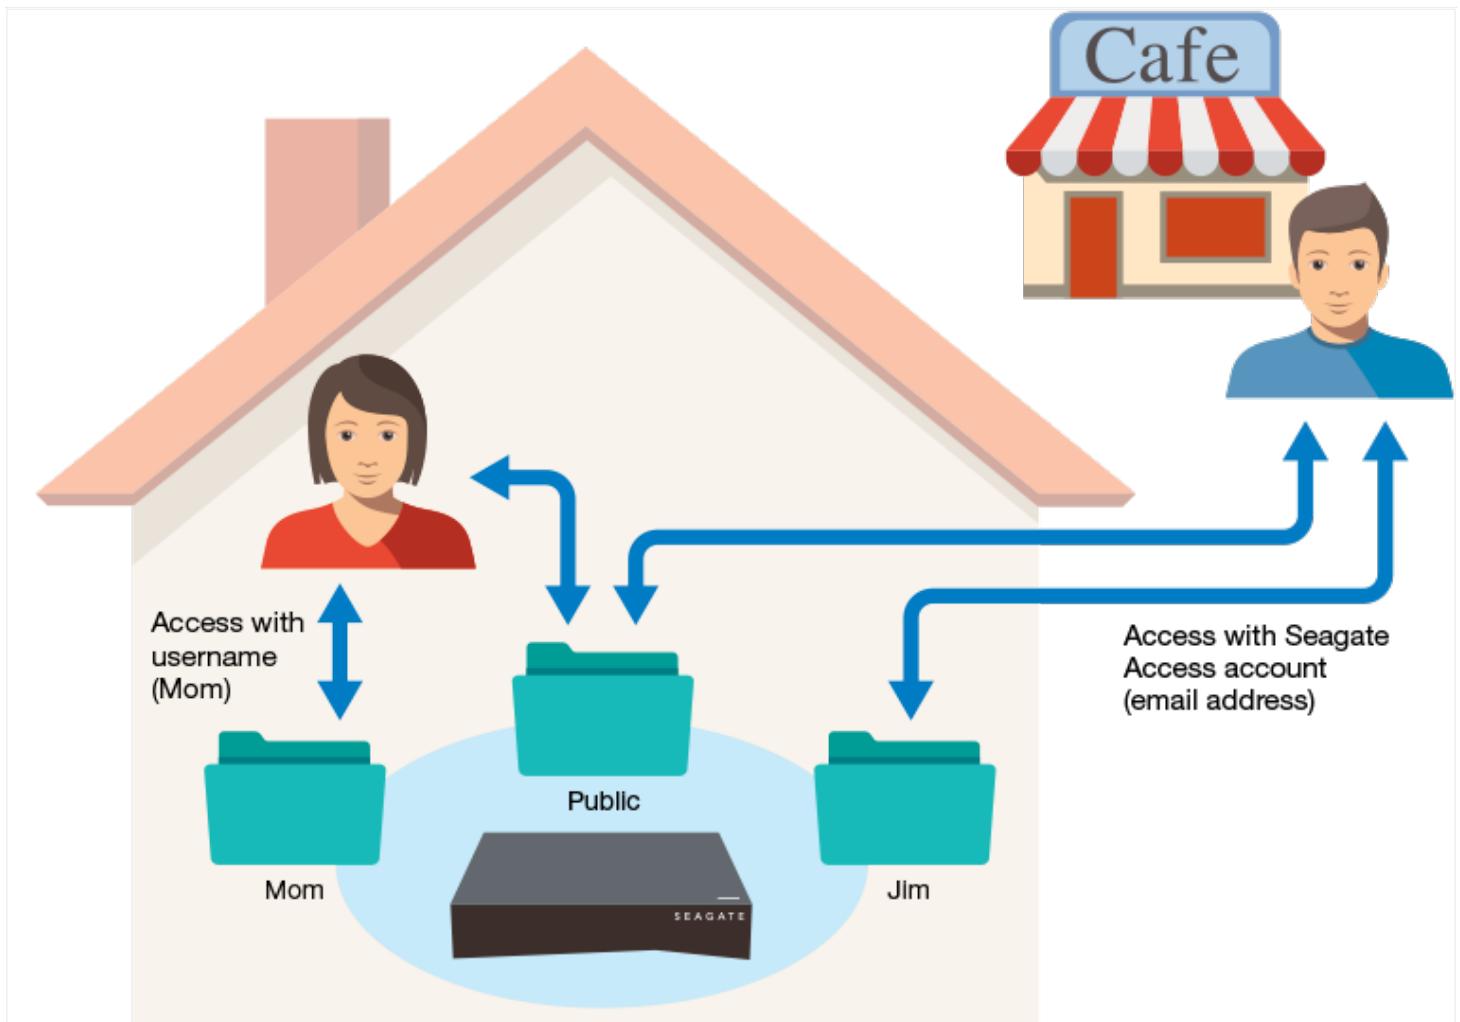 Cafe
Access with
username
(Mom)
Access with Seagate
Access account
(email address)
Public
Mom
Jim
SEAGATE